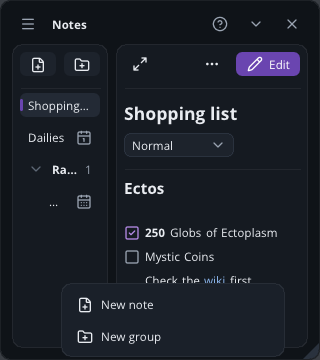 Notes
Edit
Shopping...
Dailies
Ra... 1
...
Shopping list
Normal
Ectos
250 Globs of Ectoplasm
Mystic Coins
Check the wiki first
New note
New group